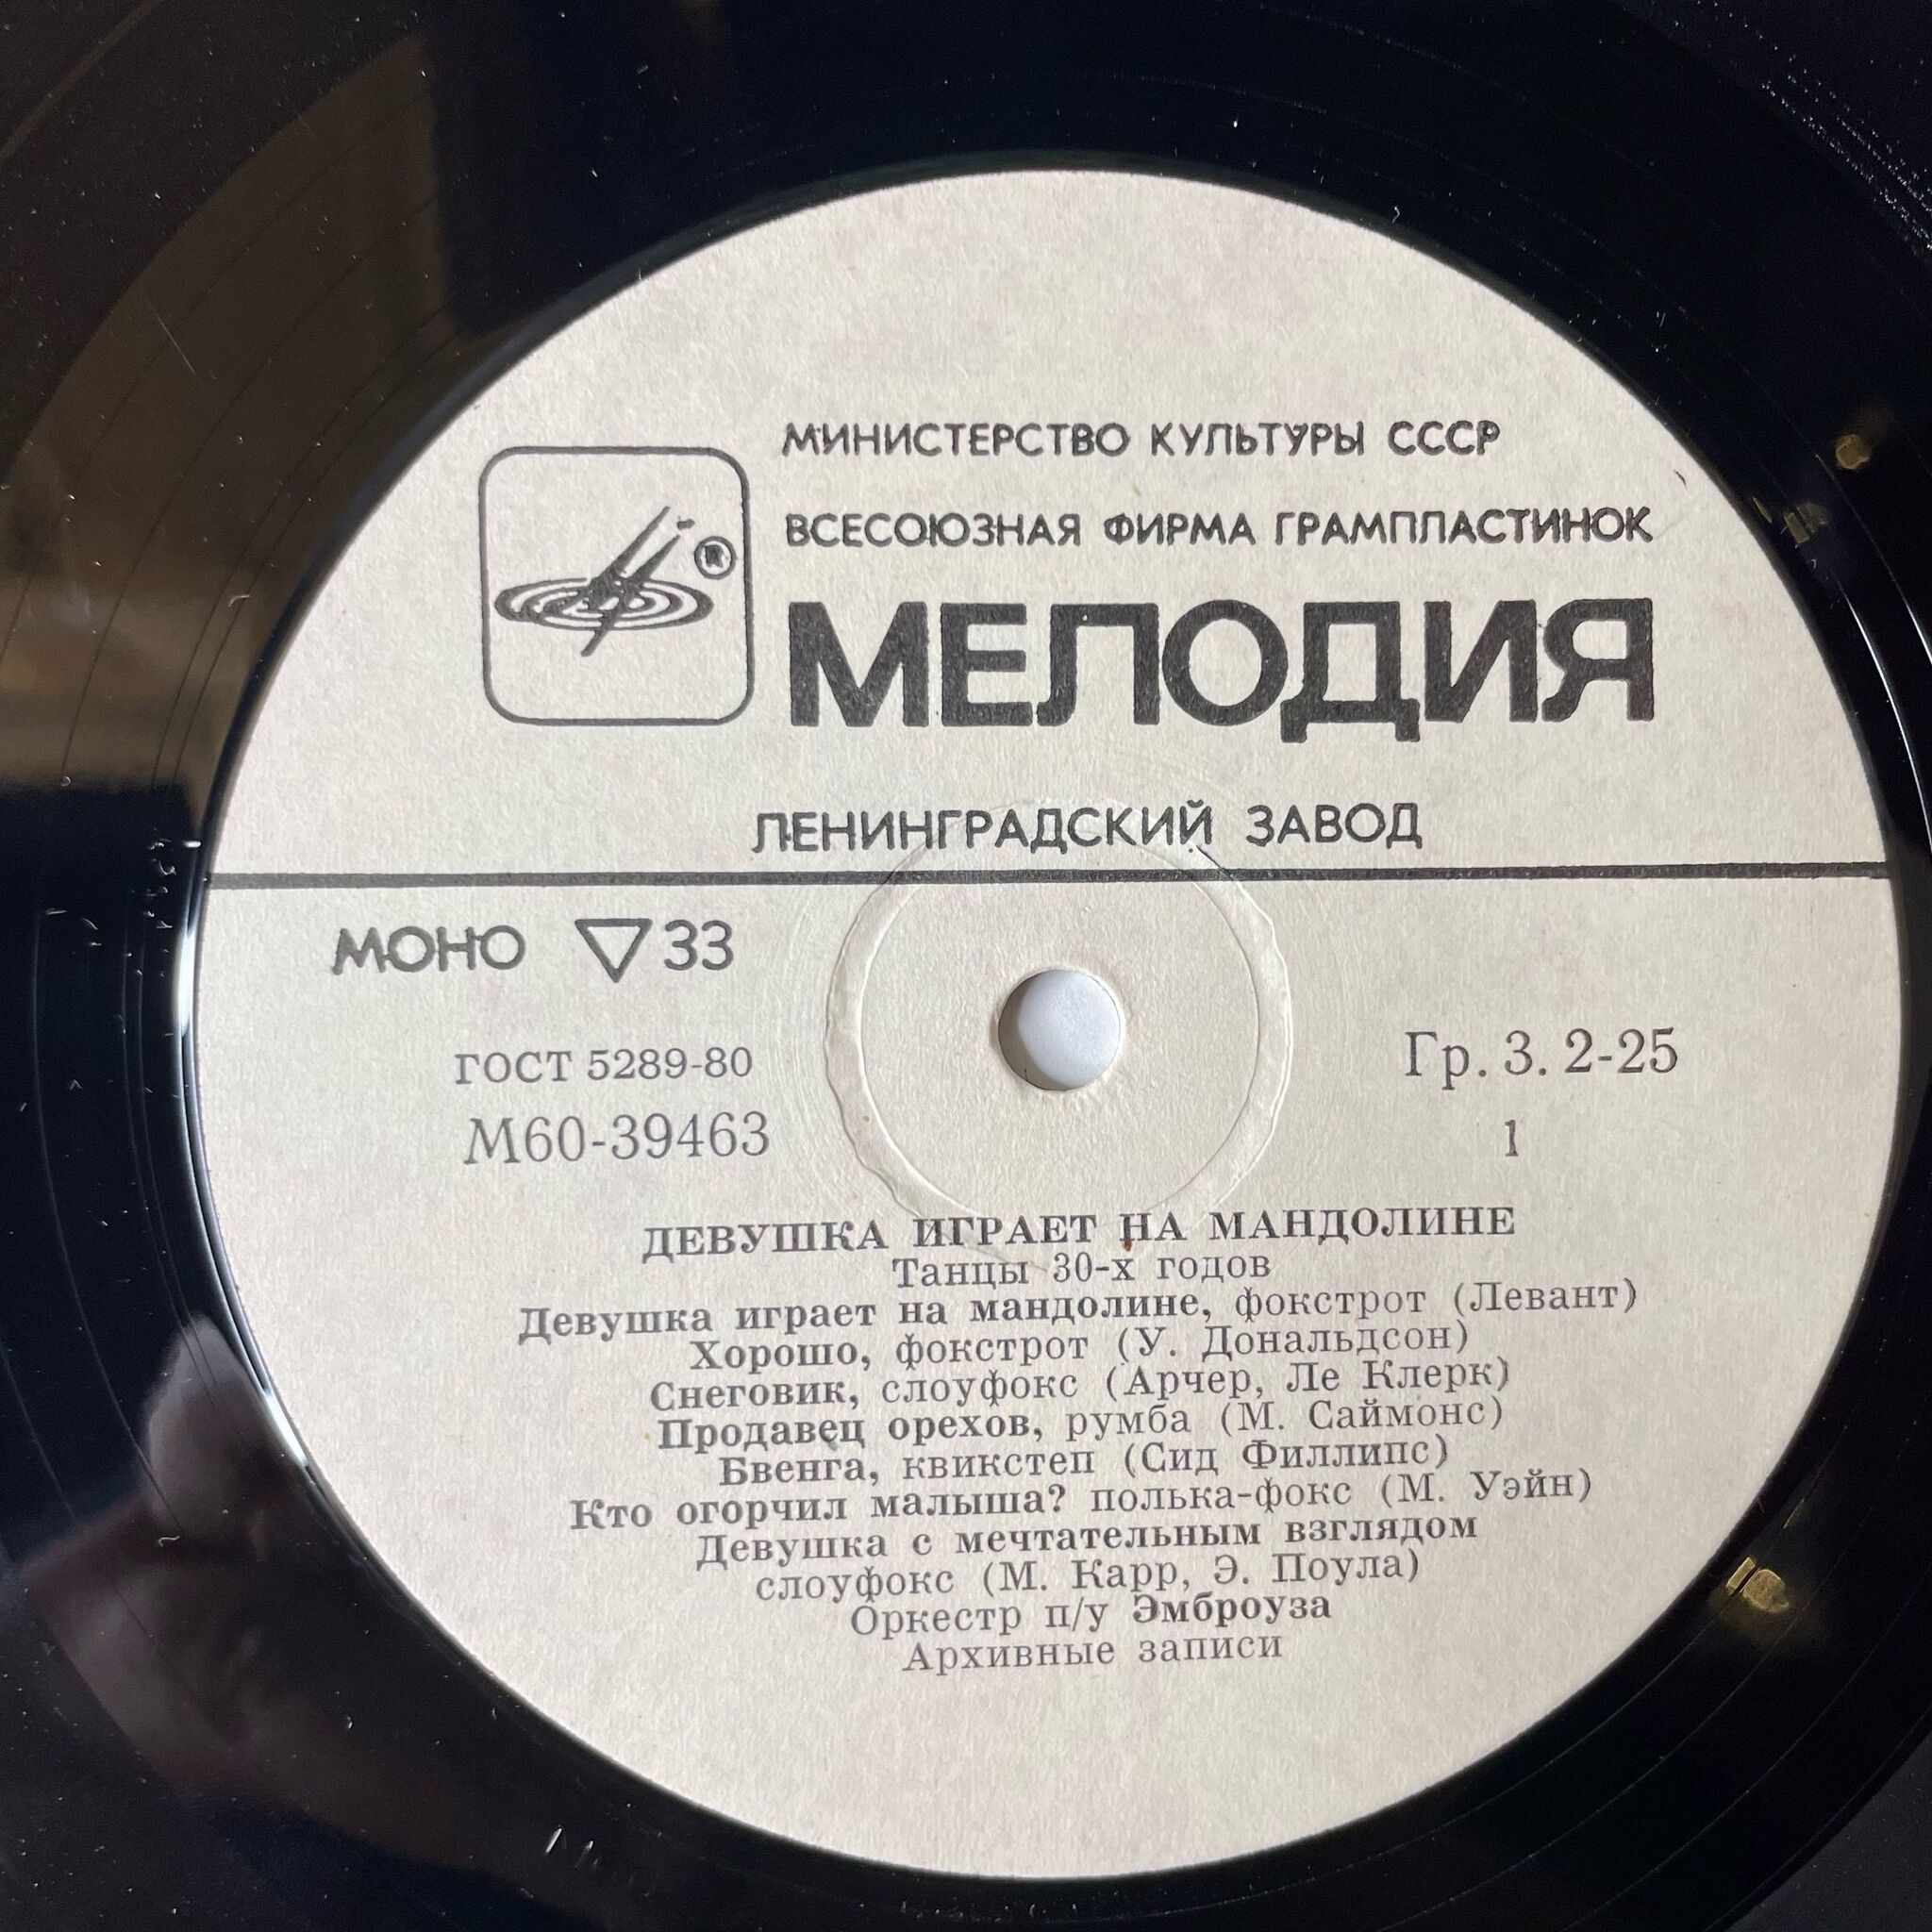 МИНИСТЕРСТВО КУЛЬТУРЫ СССР
ВСЕСОЮЗНАЯ ФИРМА ГРАМПЛАСТИНОК
®
МЕЛОДИЯ
ЛЕНИНГРАДСКИЙ ЗАВОД
МОНО ▽33
ГОСТ 5289-80
Гр. 3. 2-25
М60-39463
1
ДЕВУШКА ИГРАЕТ НА МАНДОЛИНЕ
Танцы 30-х годов
Девушка играет на мандолине, фокстрот (Левант)
Хорошо, фокстрот (У. Дональдсон)
Снеговик, слоуфокс (Арчер, Ле Клерк)
Продавец орехов, румба (М. Саймонс)
Бвенга, квикстеп (Сид Филлипс)
Кто огорчил малыша? полька-фокс (М. Уэйн)
Девушка с мечтательным взглядом
слоуфокс (М. Карр, Э. Поула)
Оркестр п/у Эмброуза
Архивные записи